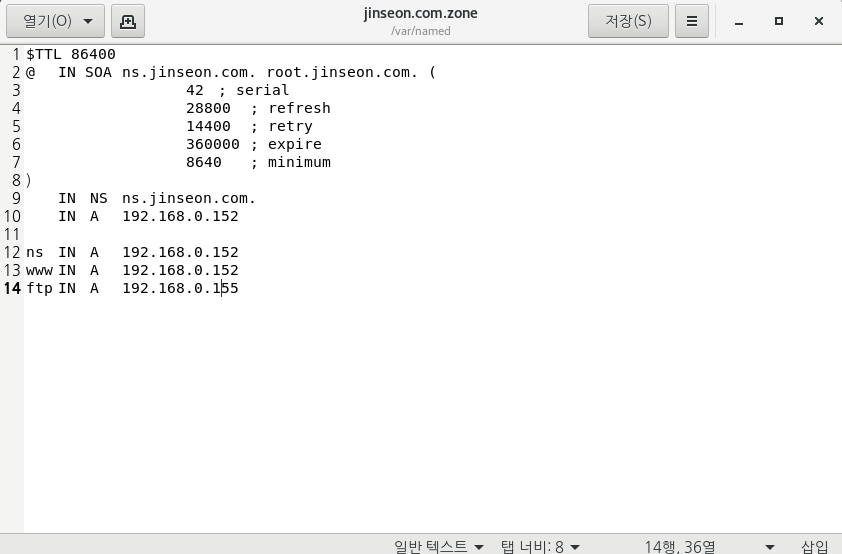 열기(O)
jinseon.com.zone
/var/named
저장(S)
1 $TTL 86400
2 @ IN SOA ns.jinseon.com. root.jinseon.com. (
3 42 ; serial
4 28800 ; refresh
5 14400 ; retry
6 360000 ; expire
7 8640 ; minimum
8 )
9 IN NS ns.jinseon.com.
10 IN A 192.168.0.152
11
12 ns IN A 192.168.0.152
13 www IN A 192.168.0.152
14 ftp IN A 192.168.0.155
일반 텍스트 탭 너비: 8 14행, 36열 삽입